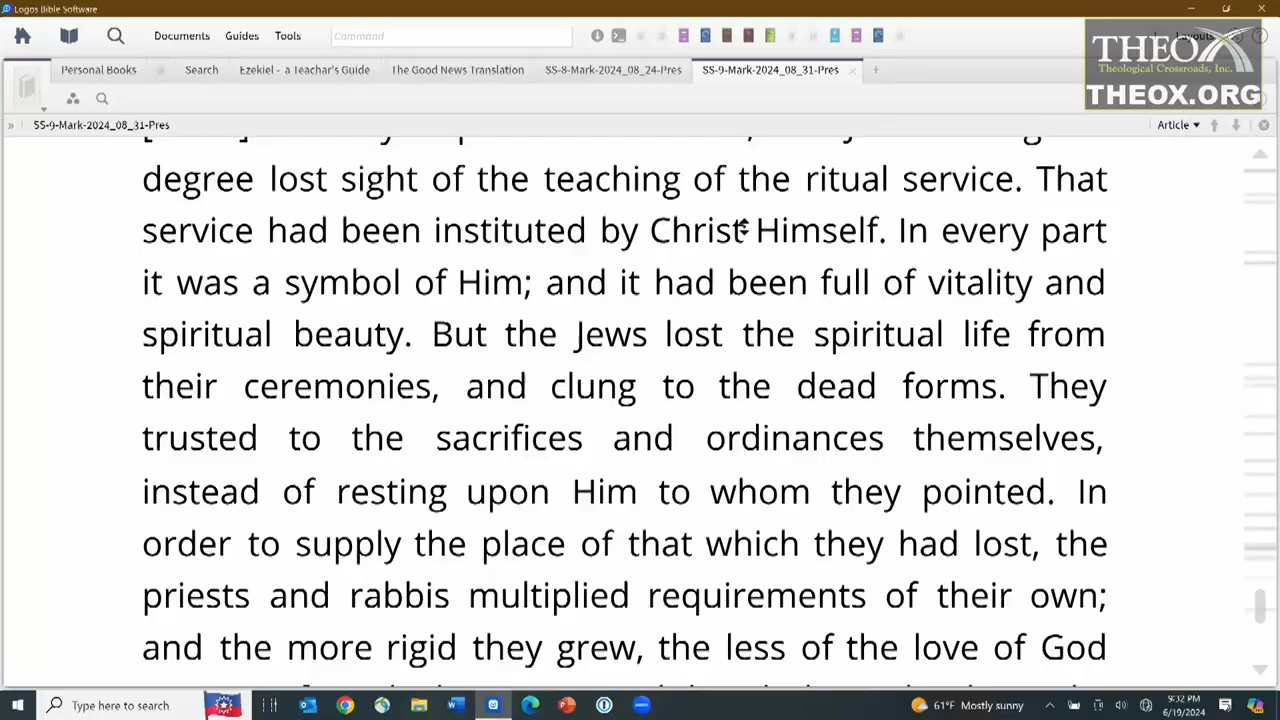 Logos Bible Software
Documents Guides Tools Command
THEOX
Theological Crossroads, Inc.
THEOX.ORG
Personal Books Search Ezekiel - a Teacher's Guide SS-8-Mark-2024_08_24-Pres SS-9-Mark-2024_08_31-Pres
SS-9-Mark-2024_08_31-Pres Article
degree lost sight of the teaching of the ritual service. That
service had been instituted by Christ Himself. In every part
it was a symbol of Him; and it had been full of vitality and
spiritual beauty. But the Jews lost the spiritual life from
their ceremonies, and clung to the dead forms. They
trusted to the sacrifices and ordinances themselves,
instead of resting upon Him to whom they pointed. In
order to supply the place of that which they had lost, the
priests and rabbis multiplied requirements of their own;
and the more rigid they grew, the less of the love of God
Type here to search
61°F Mostly sunny
9:32 PM
6/19/2024